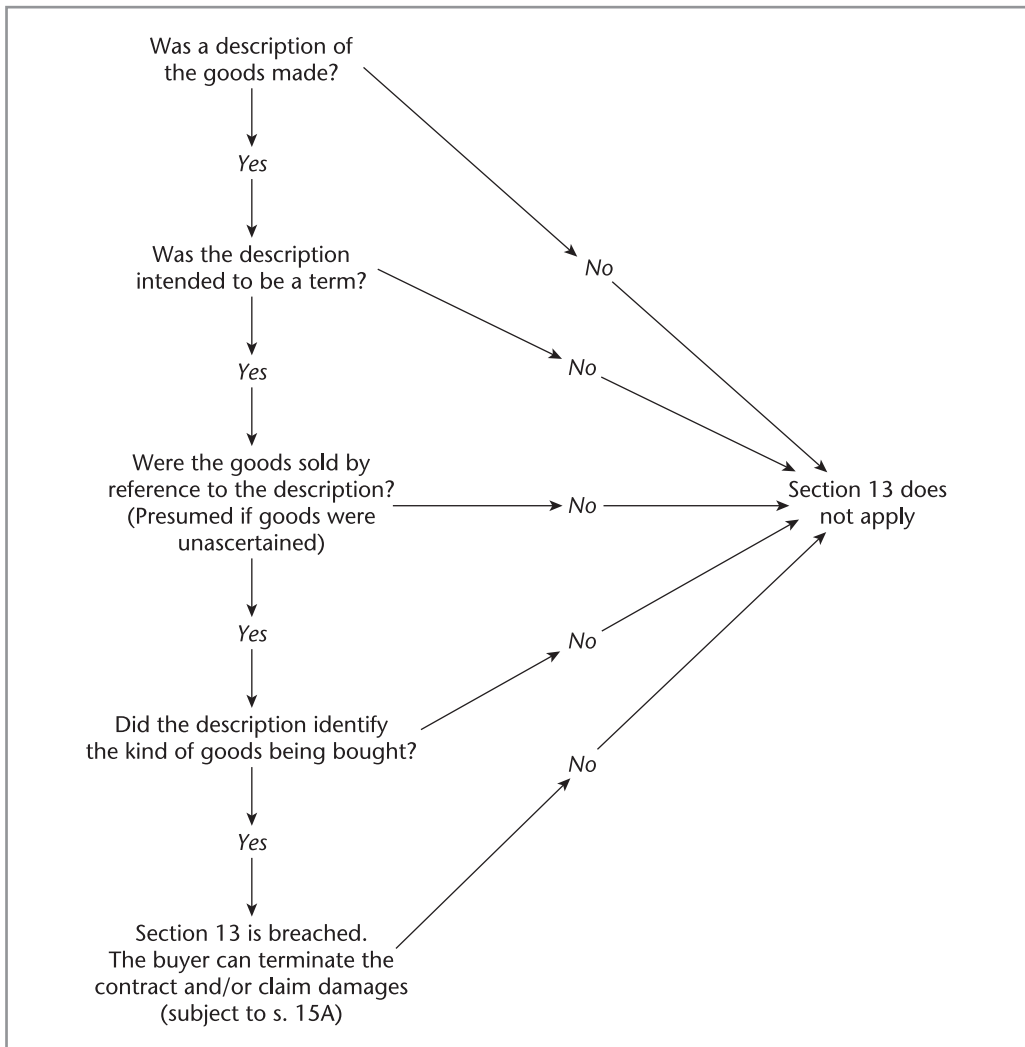 Was a description of
the goods made?
Yes
No
Was the description
intended to be a term?
No
Yes
Were the goods sold by
reference to the description?
(Presumed if goods were
unascertained)
No
Section 13 does
not apply
Yes
No
Did the description identify
the kind of goods being bought?
No
Yes
Section 13 is breached.
The buyer can terminate the
contract and/or claim damages
(subject to s. 15A)